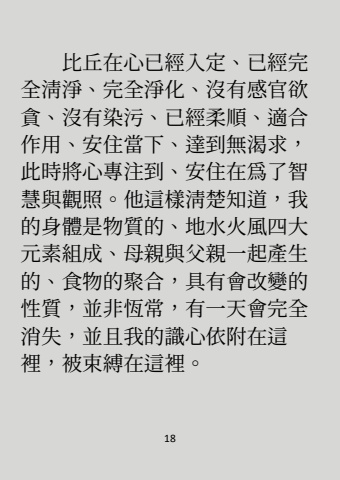 比丘在心已經入定、已經完
全清淨、完全淨化、沒有感官欲
貪、沒有染污、已經柔順、適合
作用、安住當下、達到無渴求，
此時將心專注到、安住在爲了智
慧與觀照。他這樣清楚知道，我
的身體是物質的、地水火風四大
元素組成、母親與父親一起產生
的、食物的聚合，具有會改變的
性質，並非恆常，有一天會完全
消失，並且我的識心依附在這
裡，被束縛在這裡。
18